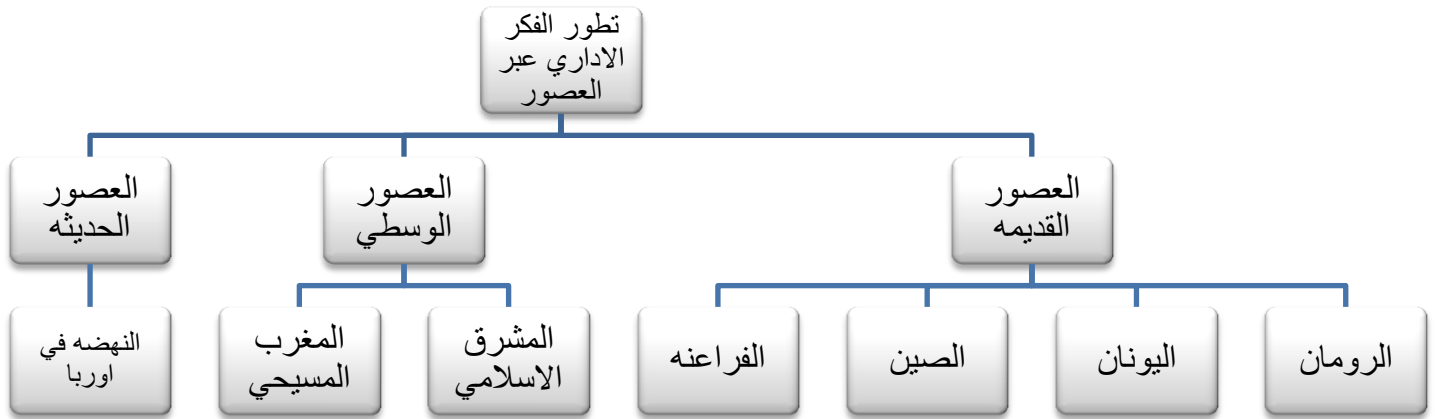 تطور الفكر
الاداري عبر
العصور
العصور
القديمه
العصور
الوسطي
العصور
الحديثه
الرومان
اليونان
الصين
الفراعنه
المشرق
الاسلامي
المغرب
المسيحي
النهضه في
اوربا